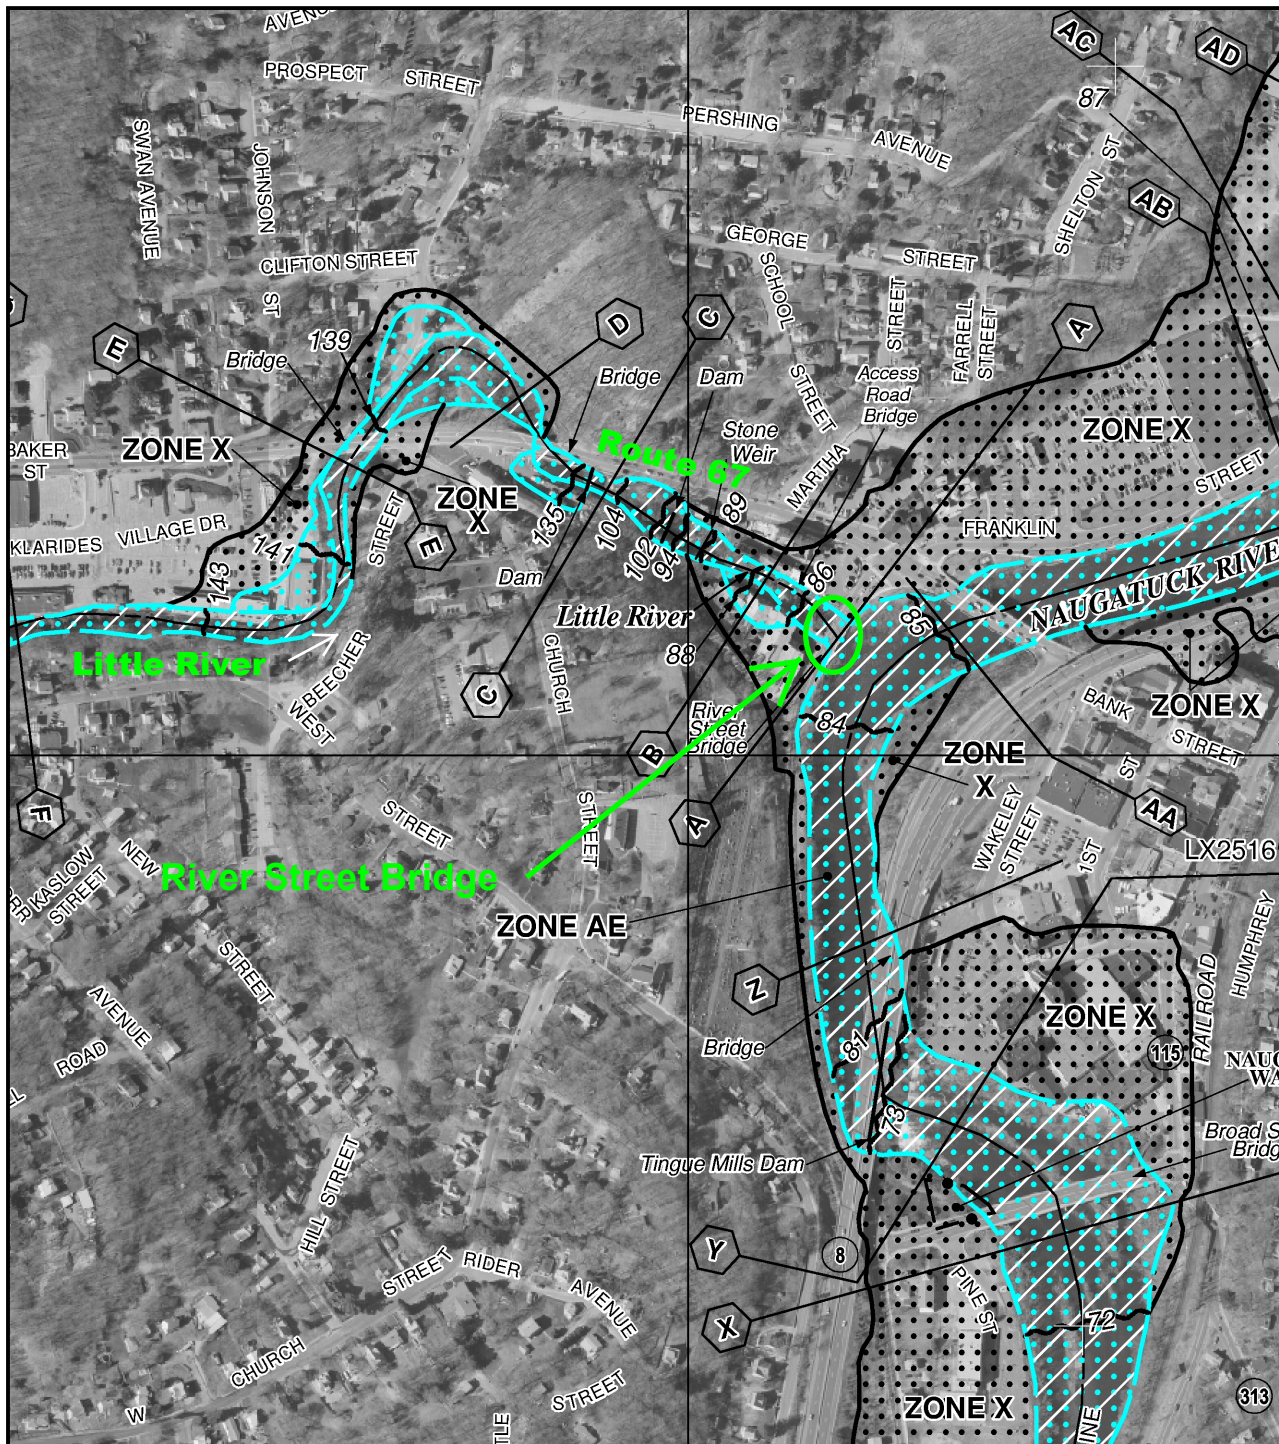 AVENUE
PROSPECT STREET
AC
AD
87
PERSHING AVENUE
SWAN AVENUE
JOHNSON ST
SHELTON ST
AB
GEORGE STREET
CLIFTON STREET
SCHOOL STREET
STREET
FARRELL STREET
D
C
A
E
139
Bridge
Bridge
Dam
Access
Road
Bridge
BAKER
ST
ZONE X
Route 67
Stone
Weir
MARTHA
ZONE X
STREET
ZONE
X
VILLAGE DR
KLARIDES
STREET
E
135
104
102
94
89
FRANKLIN
141
143
Dam
86
NAUGATUCK RIVE
Little River
85
Little River
BEECHER
CHURCH
88
WEST
C
River
Street
Bridge
84
BANK
STREET
ZONE X
B
ZONE
X
F
STREET
STREET
A
WAKELEY
STREET
ST
1ST
AA
LX2516
KASLOW
STREET
NEW
River Street Bridge
STREET
ZONE AE
HUMPHREY
Z
AVENUE
ROAD
Bridge
81
ZONE X
RAILROAD
115
NAUG
WA
73
Tingue Mills Dam
Broad S
Bridg
HILL STREET
Y
8
STREET
RIDER
AVENUE
PINE ST
X
72
CHURCH
STREET
W
TLE
ZONE X
INE
313